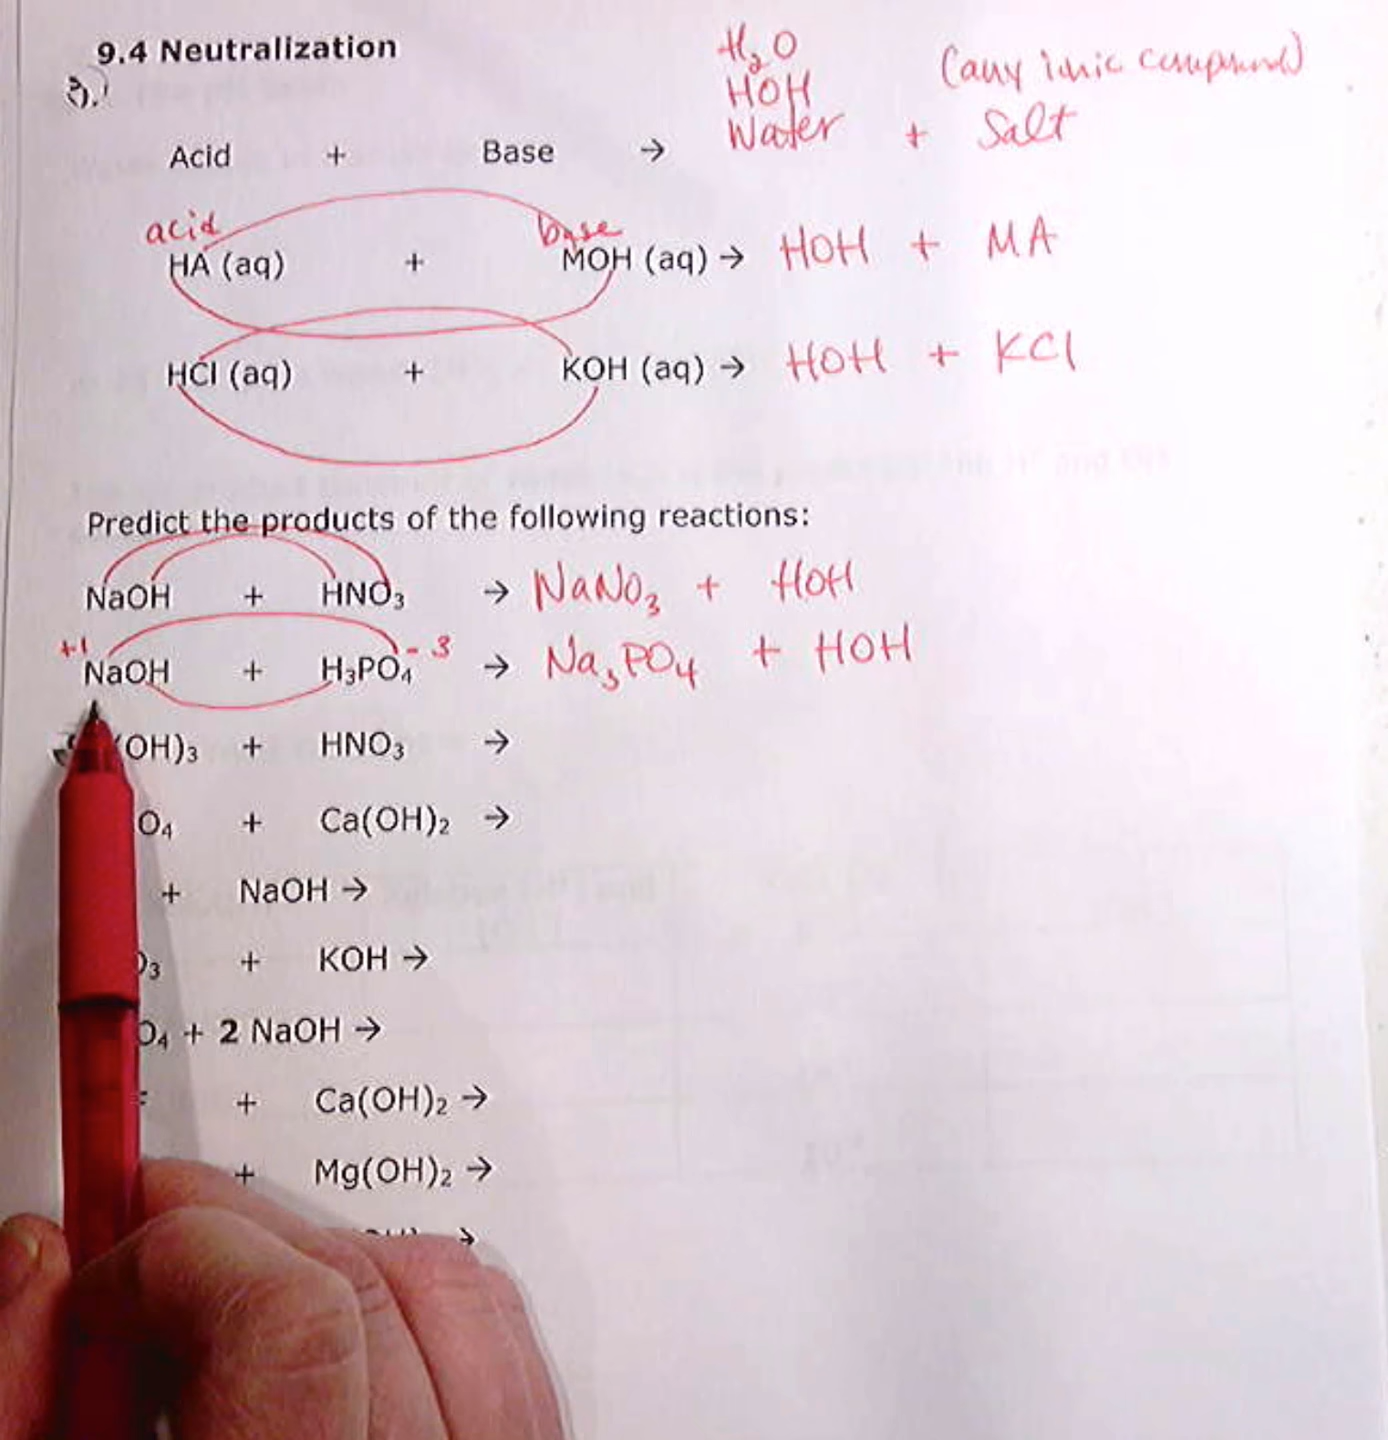 9.4 Neutralization
H₂O
HOH (any ionic compound)
Acid + Base → Water + Salt
acid base
HA (aq) + MOH (aq) → HOH + MA
HCl (aq) + KOH (aq) → HOH + KCl
Predict the products of the following reactions:
NaOH + HNO₃ → NaNO₃ + HOH
+1 - 3
NaOH + H₃PO₄ → Na₃PO₄ + HOH
(OH)₃ + HNO₃ →
O₄ + Ca(OH)₂ →
+ NaOH →
O₃ + KOH →
O₄ + 2 NaOH →
+ Ca(OH)₂ →
+ Mg(OH)₂ →
→